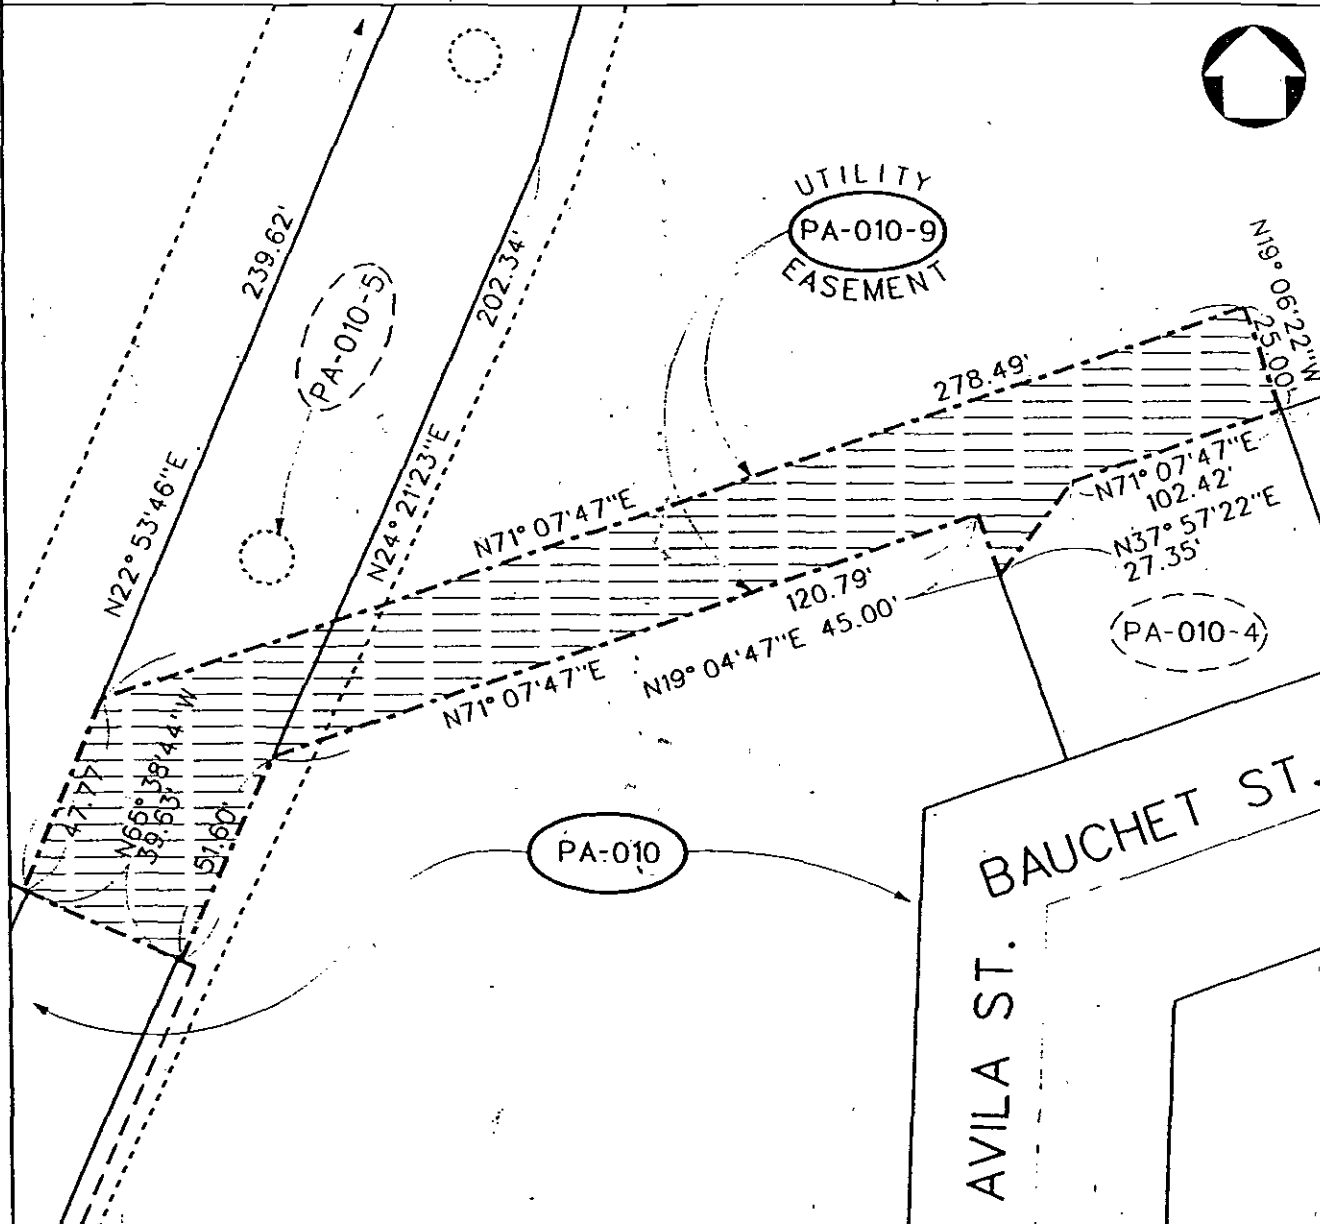 UTILITY
PA-010-9
EASEMENT
N19° 06'22"W
25.00'
239.62'
PA-010-5
202.34'
278.49'
N22° 53'46"E
N24° 21'23"E
N71° 07'47"E
N71° 07'47"E
102.42'
N37° 57'22"E
27.35'
120.79'
N19° 04'47"E 45.00'
PA-010-4
N71° 07'47"E
47.77'
N65° 38'44"W
39.63'
51.60'
PA-010
BAUCHET ST.
AVILA ST.